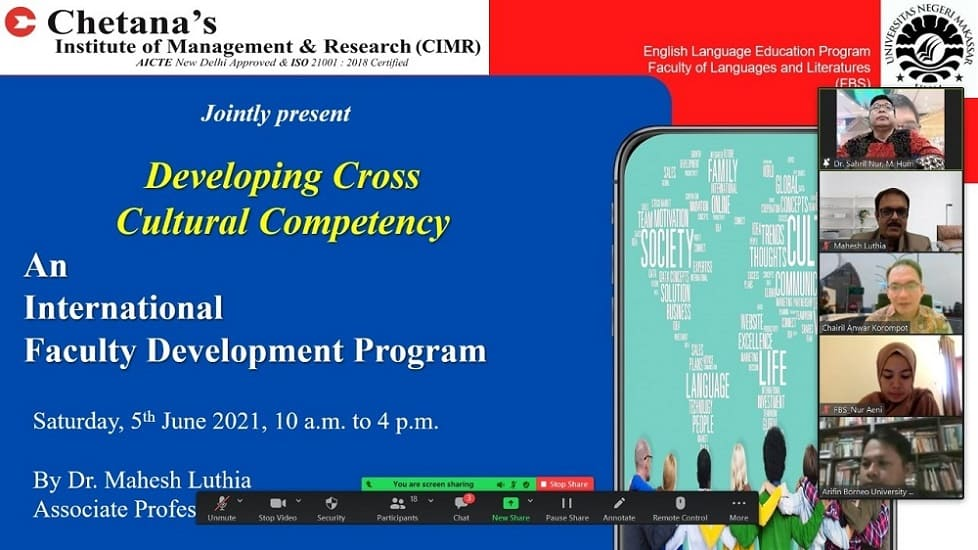 Chetana's
Institute of Management & Research (CIMR)
AICTE New Delhi Approved & ISO 21001 : 2018 Certified
English Language Education Program
Faculty of Languages and Literatures
(FBS)
UNIVERSITAS NEGERI MAKASSAR
Jointly present
Developing Cross
Cultural Competency
An
International
Faculty Development Program
Saturday, 5th June 2021, 10 a.m. to 4 p.m.
By Dr. Mahesh Luthia
Associate Profes
FAMILY
INTERNATIONAL
ONLINE
GLOBAL
CONCEPTS
TEAM MOTIVATION
SOCIETY
TRENDS
THOUGHTS
CUL
COMMUNIC
EXPERTISE
SOLUTION
BUSINESS
WEBSITE
EXCELLENCE
LIFE
INVESTMENT
LANGUAGE
TECHNOLOGY
PEOPLE
Dr. Sahril Nur, M. Hum
Mahesh Luthia
Chairil Anwar Korompot
FBS_Nur Aeni
Arifin Borneo University ...
You are screen sharing
Stop Share
Unmute
Stop Video
Security
18
Participants
3
Chat
New Share
Pause Share
Annotate
Remote Control
More